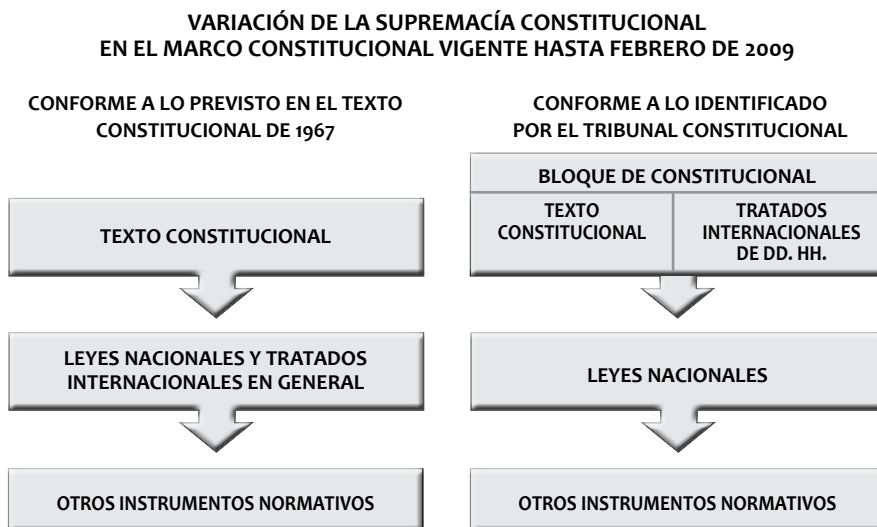 VARIACIÓN DE LA SUPREMACÍA CONSTITUCIONAL
EN EL MARCO CONSTITUCIONAL VIGENTE HASTA FEBRERO DE 2009
CONFORME A LO PREVISTO EN EL TEXTO
CONSTITUCIONAL DE 1967
TEXTO CONSTITUCIONAL
LEYES NACIONALES Y TRATADOS
INTERNACIONALES EN GENERAL
OTROS INSTRUMENTOS NORMATIVOS
CONFORME A LO IDENTIFICADO
POR EL TRIBUNAL CONSTITUCIONAL
BLOQUE DE CONSTITUCIONAL
TEXTO
CONSTITUCIONAL
TRATADOS
INTERNACIONALES
DE DD. HH.
LEYES NACIONALES
OTROS INSTRUMENTOS NORMATIVOS